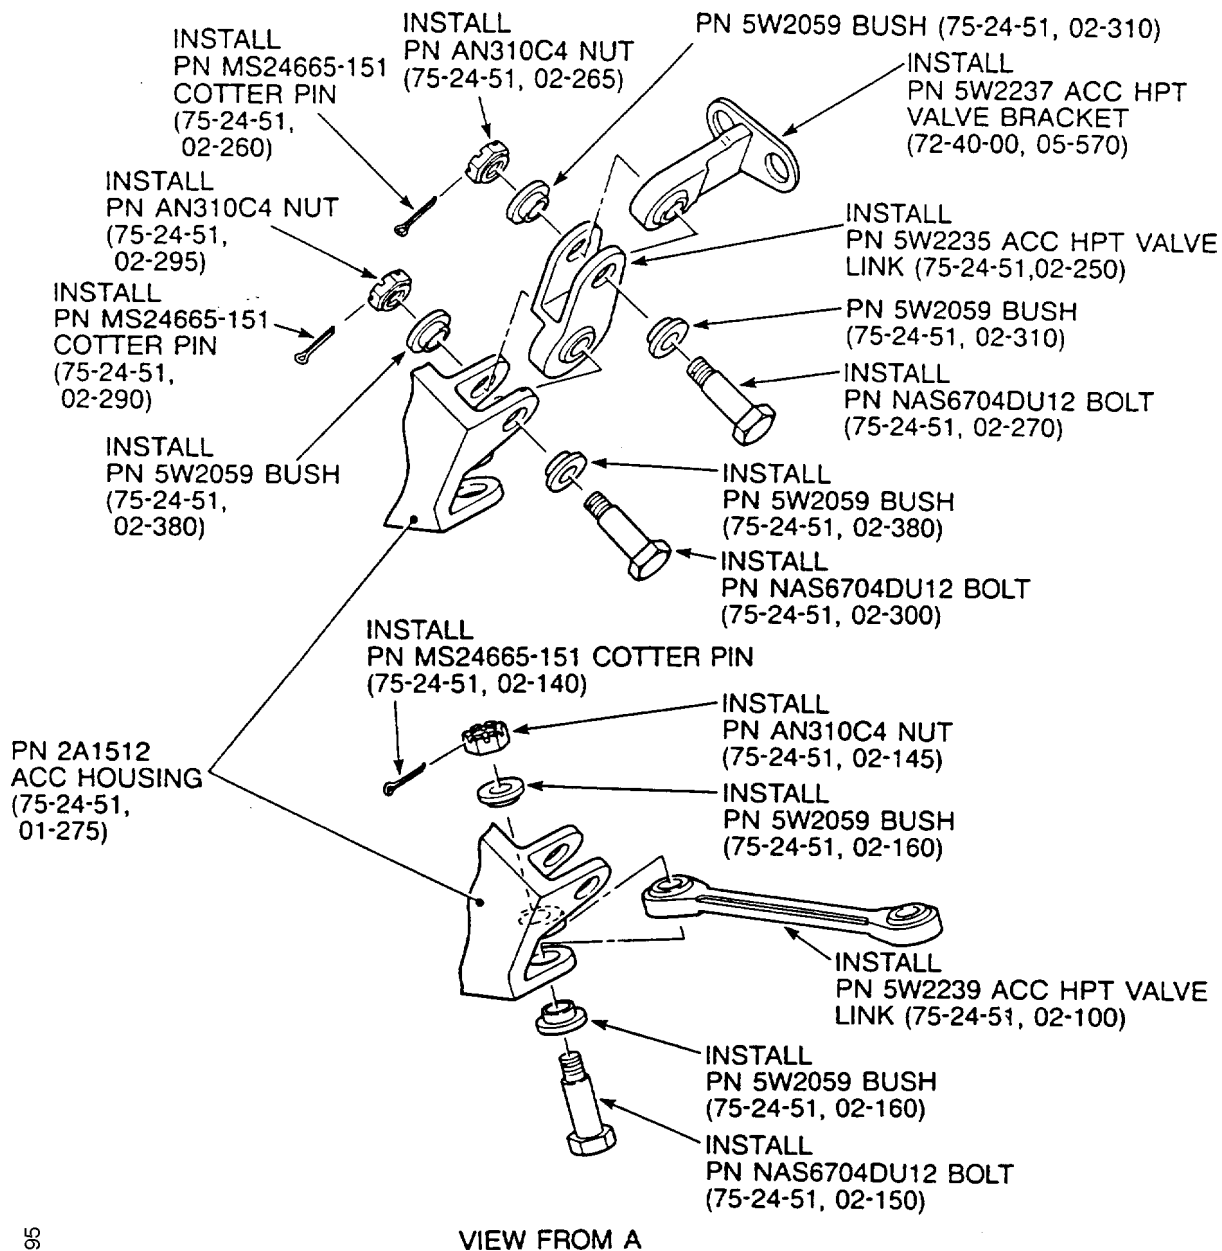 INSTALL
PN MS24665-151
COTTER PIN
(75-24-51,
02-260)
INSTALL
PN AN310C4 NUT
(75-24-51, 02-265)
PN 5W2059 BUSH (75-24-51, 02-310)
INSTALL
PN 5W2237 ACC HPT
VALVE BRACKET
(72-40-00, 05-570)
INSTALL
PN AN310C4 NUT
(75-24-51,
02-295)
INSTALL
PN 5W2235 ACC HPT VALVE
LINK (75-24-51,02-250)
INSTALL
PN MS24665-151
COTTER PIN
(75-24-51,
02-290)
PN 5W2059 BUSH
(75-24-51, 02-310)
INSTALL
PN NAS6704DU12 BOLT
(75-24-51, 02-270)
INSTALL
PN 5W2059 BUSH
(75-24-51,
02-380)
INSTALL
PN 5W2059 BUSH
(75-24-51, 02-380)
INSTALL
PN NAS6704DU12 BOLT
(75-24-51, 02-300)
INSTALL
PN MS24665-151 COTTER PIN
(75-24-51, 02-140)
INSTALL
PN AN310C4 NUT
(75-24-51, 02-145)
PN 2A1512
ACC HOUSING
(75-24-51,
01-275)
INSTALL
PN 5W2059 BUSH
(75-24-51, 02-160)
INSTALL
PN 5W2239 ACC HPT VALVE
LINK (75-24-51, 02-100)
INSTALL
PN 5W2059 BUSH
(75-24-51, 02-160)
INSTALL
PN NAS6704DU12 BOLT
(75-24-51, 02-150)
VIEW FROM A
95